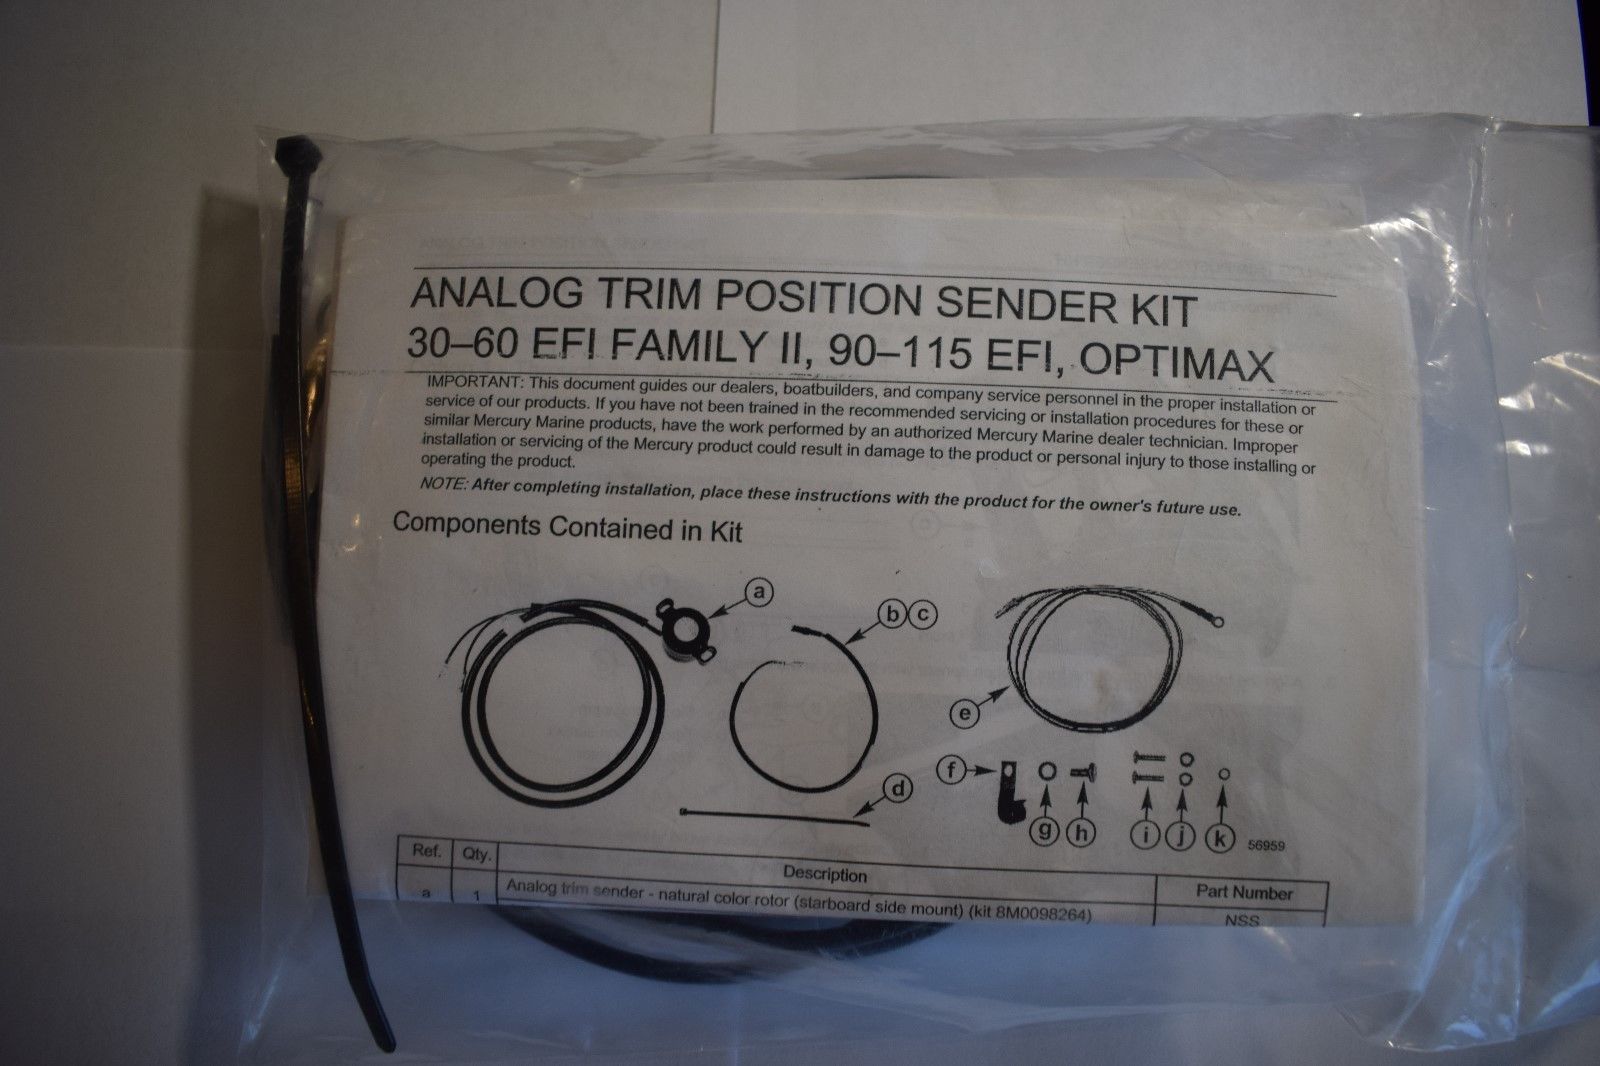 ANALOG TRIM POSITION SENDER KIT
30–60 EFI FAMILY II, 90–115 EFI, OPTIMAX
IMPORTANT: This document guides our dealers, boatbuilders, and company service personnel in the proper installation or
service of our products. If you have not been trained in the recommended servicing or installation procedures for these or
similar Mercury Marine products, have the work performed by an authorized Mercury Marine dealer technician. Improper
installation or servicing of the Mercury product could result in damage to the product or personal injury to those installing or
operating the product.
NOTE: After completing installation, place these instructions with the product for the owner's future use.
Components Contained in Kit
a
b c
e
f
d
g h i j k
56959
Ref. Qty. Description Part Number
a 1 Analog trim sender - natural color rotor (starboard side mount) (kit 8M0098264) NSS